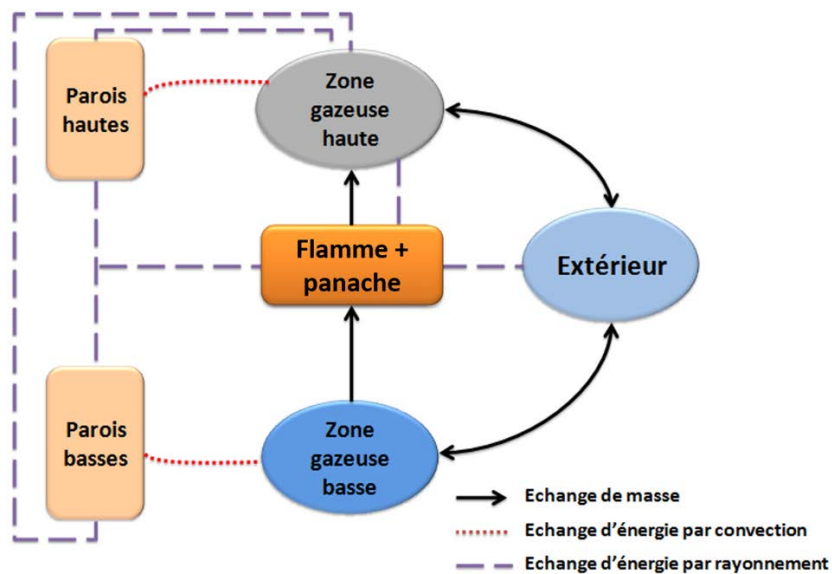 Parois
hautes
Zone
gazeuse
haute
Flamme +
panache
Extérieur
Parois
basses
Zone
gazeuse
basse
Echange de masse
Echange d'énergie par convection
Echange d'énergie par rayonnement